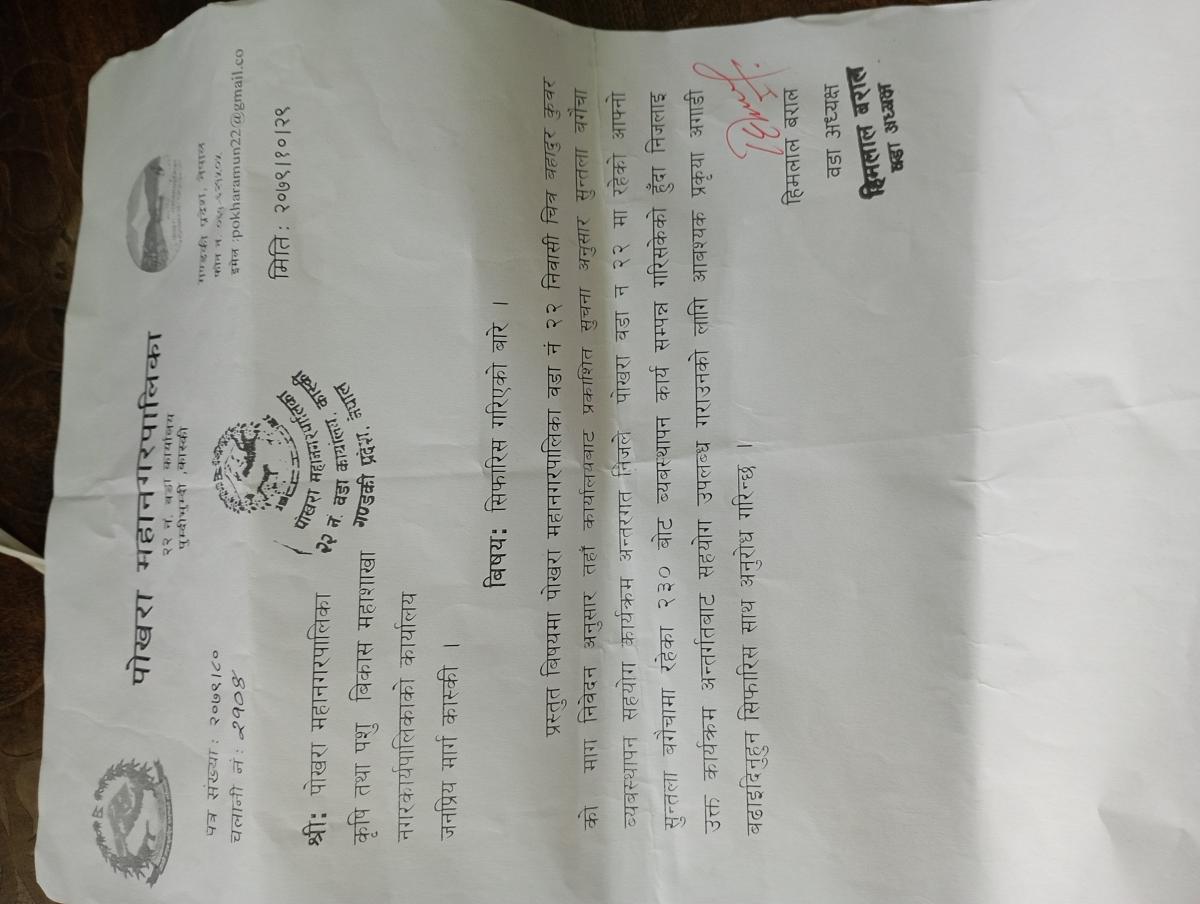 पोखरा महानगरपालिका
२२ नं. वडा कार्यालय
पुम्दीभुम्दी ,कास्की
गण्डकी प्रदेश, नेपाल
फोन नं.
इमेल :pokharamun22@gmail.co
पत्र संख्या : २०७९।८०
चलानी नं :
मिति : २०७९।१०।२९
पोखरा महानगरपालिका
२२ नं. वडा कार्यालय, कास्की
गण्डकी प्रदेश, नेपाल
श्री: पोखरा महानगरपालिका
कृषि तथा पशु बिकास महाशाखा
नगरकार्यपालिकाको कार्यालय
जनप्रिय मार्ग कास्की ।
बिषय: सिफारिस गरिएको बारे ।
प्रस्तुत बिषयमा पोखरा महानगरपालिका वडा नं २२ निवासी चित्र बहादुर कुवर
को माग निबेदन अनुसार तहाँ कार्यालयबाट प्रकाशित सुचना अनुसार सुन्तला बगैचा
ब्यबस्थापन सहयोग कार्यक्रम अन्तरगत निजले पोखरा वडा न २२ मा रहेको आफ्नो
सुन्तला बगैचामा रहेका २३० बोट ब्यबस्थापन कार्य सम्पन्न गरिसकेको हुँदा निजलाइ
उक्त कार्यक्रम अन्तर्गतबाट सहयोग उपलब्ध गराउनको लागि आबश्यक प्रकृया अगाडी
बढाइदिनुहुन सिफारिस साथ अनुरोध गरिन्छ ।
हिमलाल बराल
वडा अध्यक्ष
हिमलाल बराल
वडा अध्यक्ष